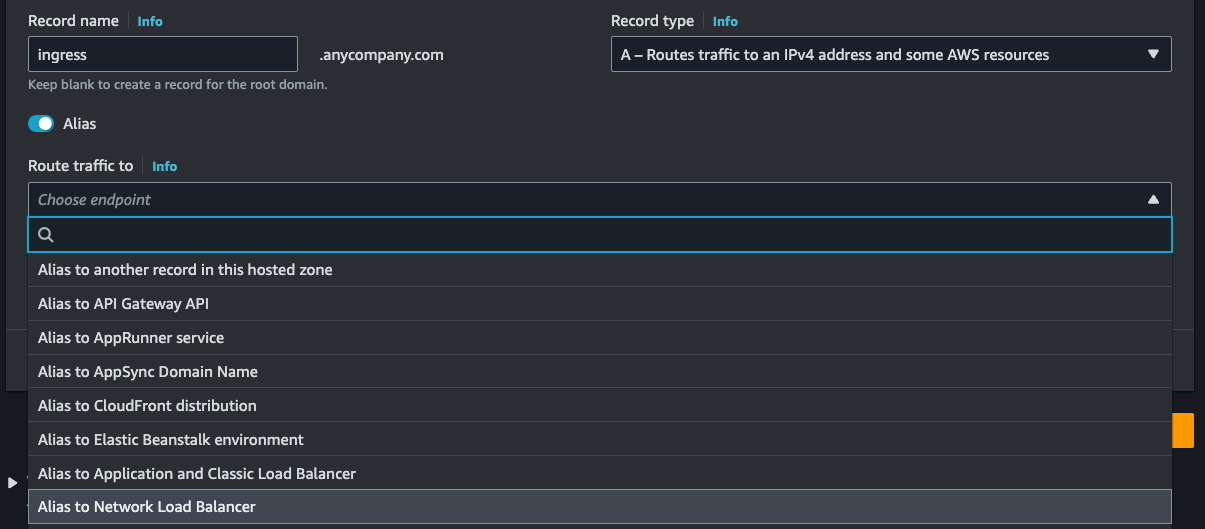 Record name Info
Record type Info
ingress
.anycompany.com
A – Routes traffic to an IPv4 address and some AWS resources
Keep blank to create a record for the root domain.
Alias
Route traffic to Info
Choose endpoint
Alias to another record in this hosted zone
Alias to API Gateway API
Alias to AppRunner service
Alias to AppSync Domain Name
Alias to CloudFront distribution
Alias to Elastic Beanstalk environment
Alias to Application and Classic Load Balancer
Alias to Network Load Balancer